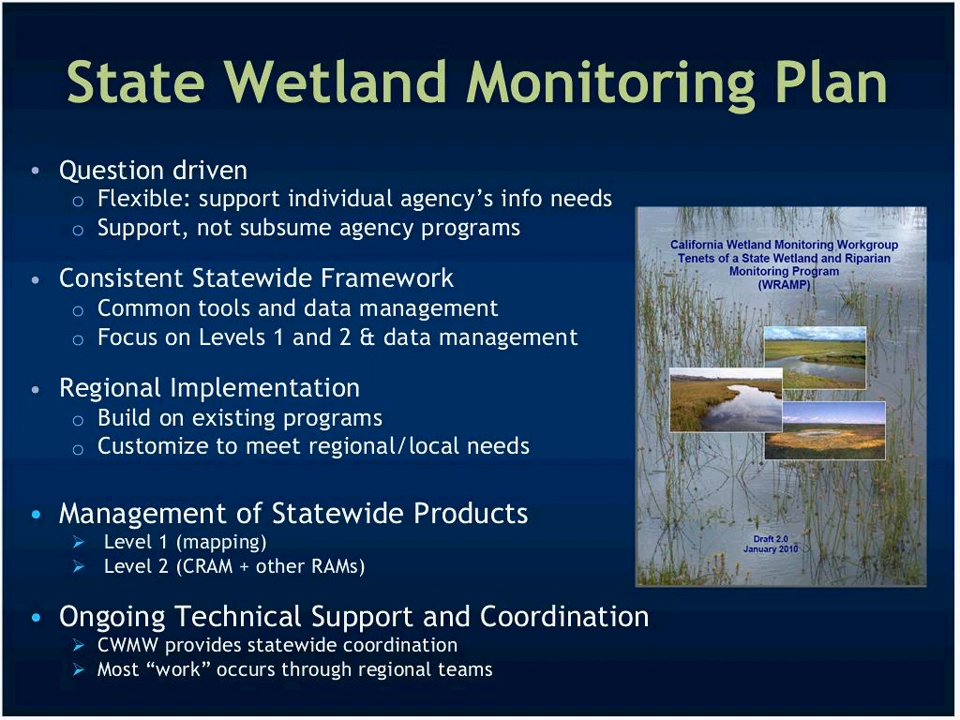 State Wetland Monitoring Plan
• Question driven
o Flexible: support individual agency’s info needs
o Support, not subsume agency programs
• Consistent Statewide Framework
o Common tools and data management
o Focus on Levels 1 and 2 & data management
• Regional Implementation
o Build on existing programs
o Customize to meet regional/local needs
• Management of Statewide Products
➢ Level 1 (mapping)
➢ Level 2 (CRAM + other RAMs)
• Ongoing Technical Support and Coordination
➢ CWMW provides statewide coordination
➢ Most “work” occurs through regional teams
California Wetland Monitoring Workgroup
Tenets of a State Wetland and Riparian
Monitoring Program
(WRAMP)
Draft 2.0
January 2010